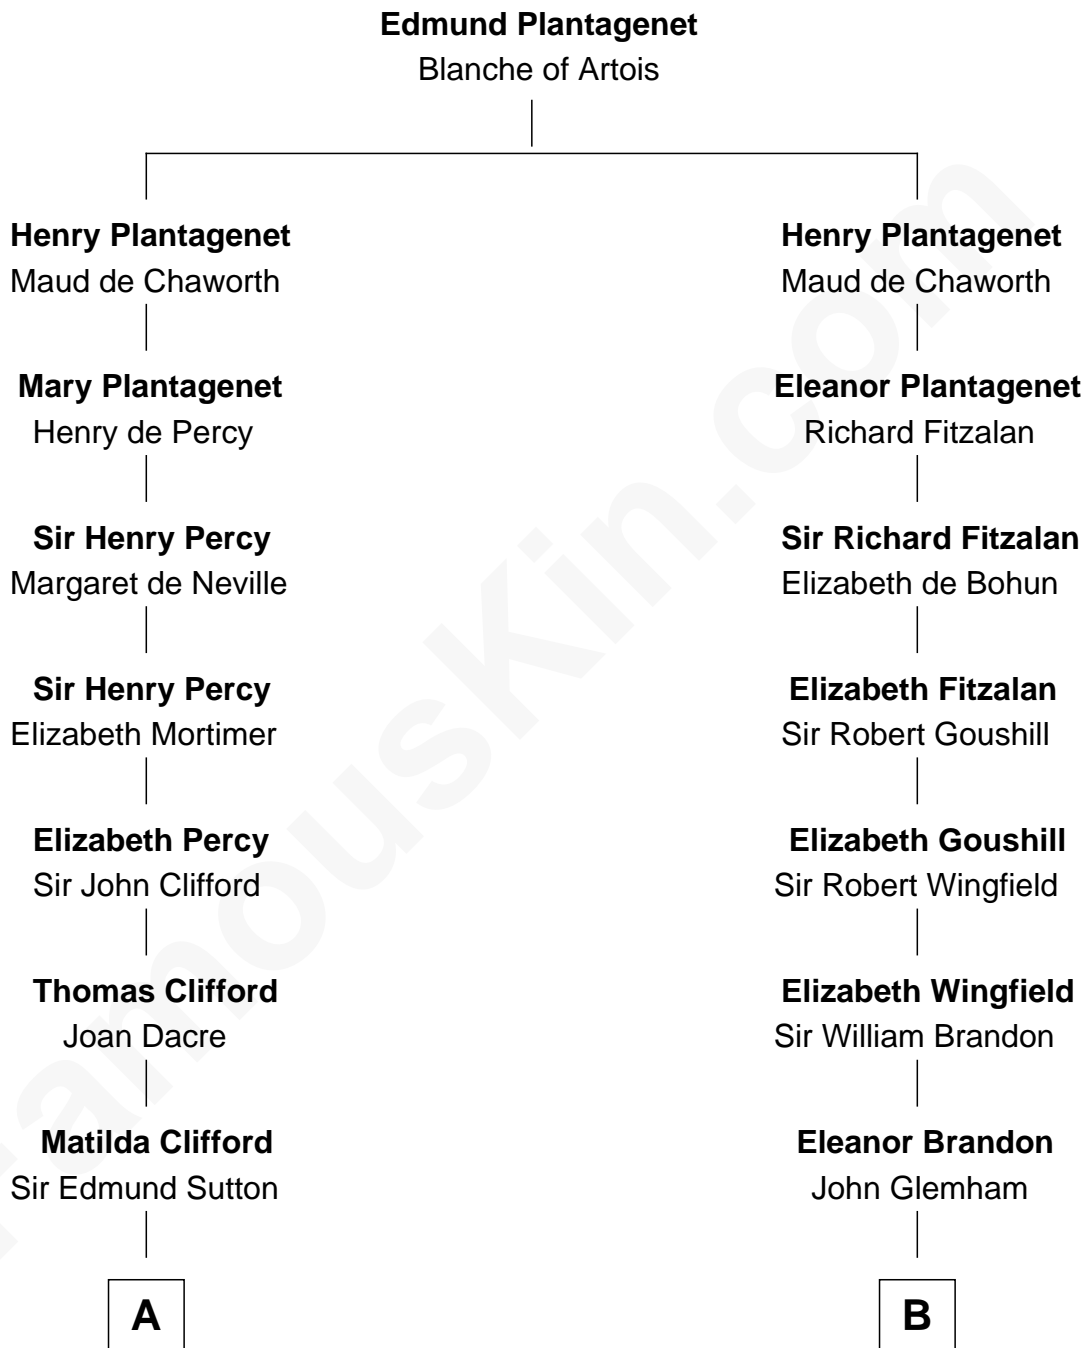 Edmund Plantagenet
Blanche of Artois
Henry Plantagenet
Maud de Chaworth
Mary Plantagenet
Henry de Percy
Sir Henry Percy
Margaret de Neville
Sir Henry Percy
Elizabeth Mortimer
Elizabeth Percy
Sir John Clifford
Thomas Clifford
Joan Dacre
Matilda Clifford
Sir Edmund Sutton
A
Henry Plantagenet
Maud de Chaworth
Eleanor Plantagenet
Richard Fitzalan
Sir Richard Fitzalan
Elizabeth de Bohun
Elizabeth Fitzalan
Sir Robert Goushill
Elizabeth Goushill
Sir Robert Wingfield
Elizabeth Wingfield
Sir William Brandon
Eleanor Brandon
John Glemham
B
FamousKin.com